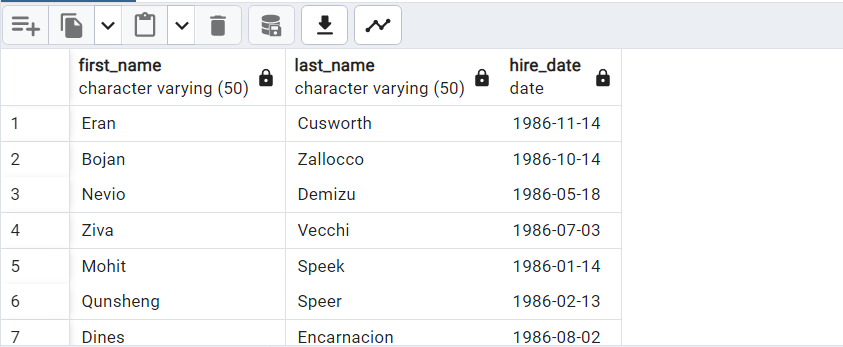 first_name last_name hire_date
character varying (50) character varying (50) date
1 Eran Cusworth 1986-11-14
2 Bojan Zallocco 1986-10-14
3 Nevio Demizu 1986-05-18
4 Ziva Vecchi 1986-07-03
5 Mohit Speek 1986-01-14
6 Qunsheng Speer 1986-02-13
7 Dines Encarnacion 1986-08-02